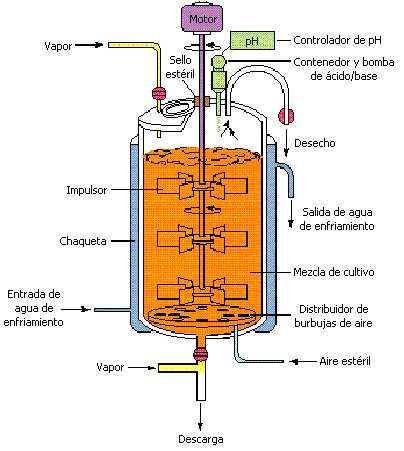 Motor
pH
Controlador de pH
Vapor
Sello
estéril
Contenedor y bomba
de ácido/base
Desecho
Impulsor
Salida de agua
de enfriamiento
Chaqueta
Mezcla de cultivo
Entrada de
agua de
enfriamiento
Distribuidor de
burbujas de aire
Vapor
Aire estéril
Descarga